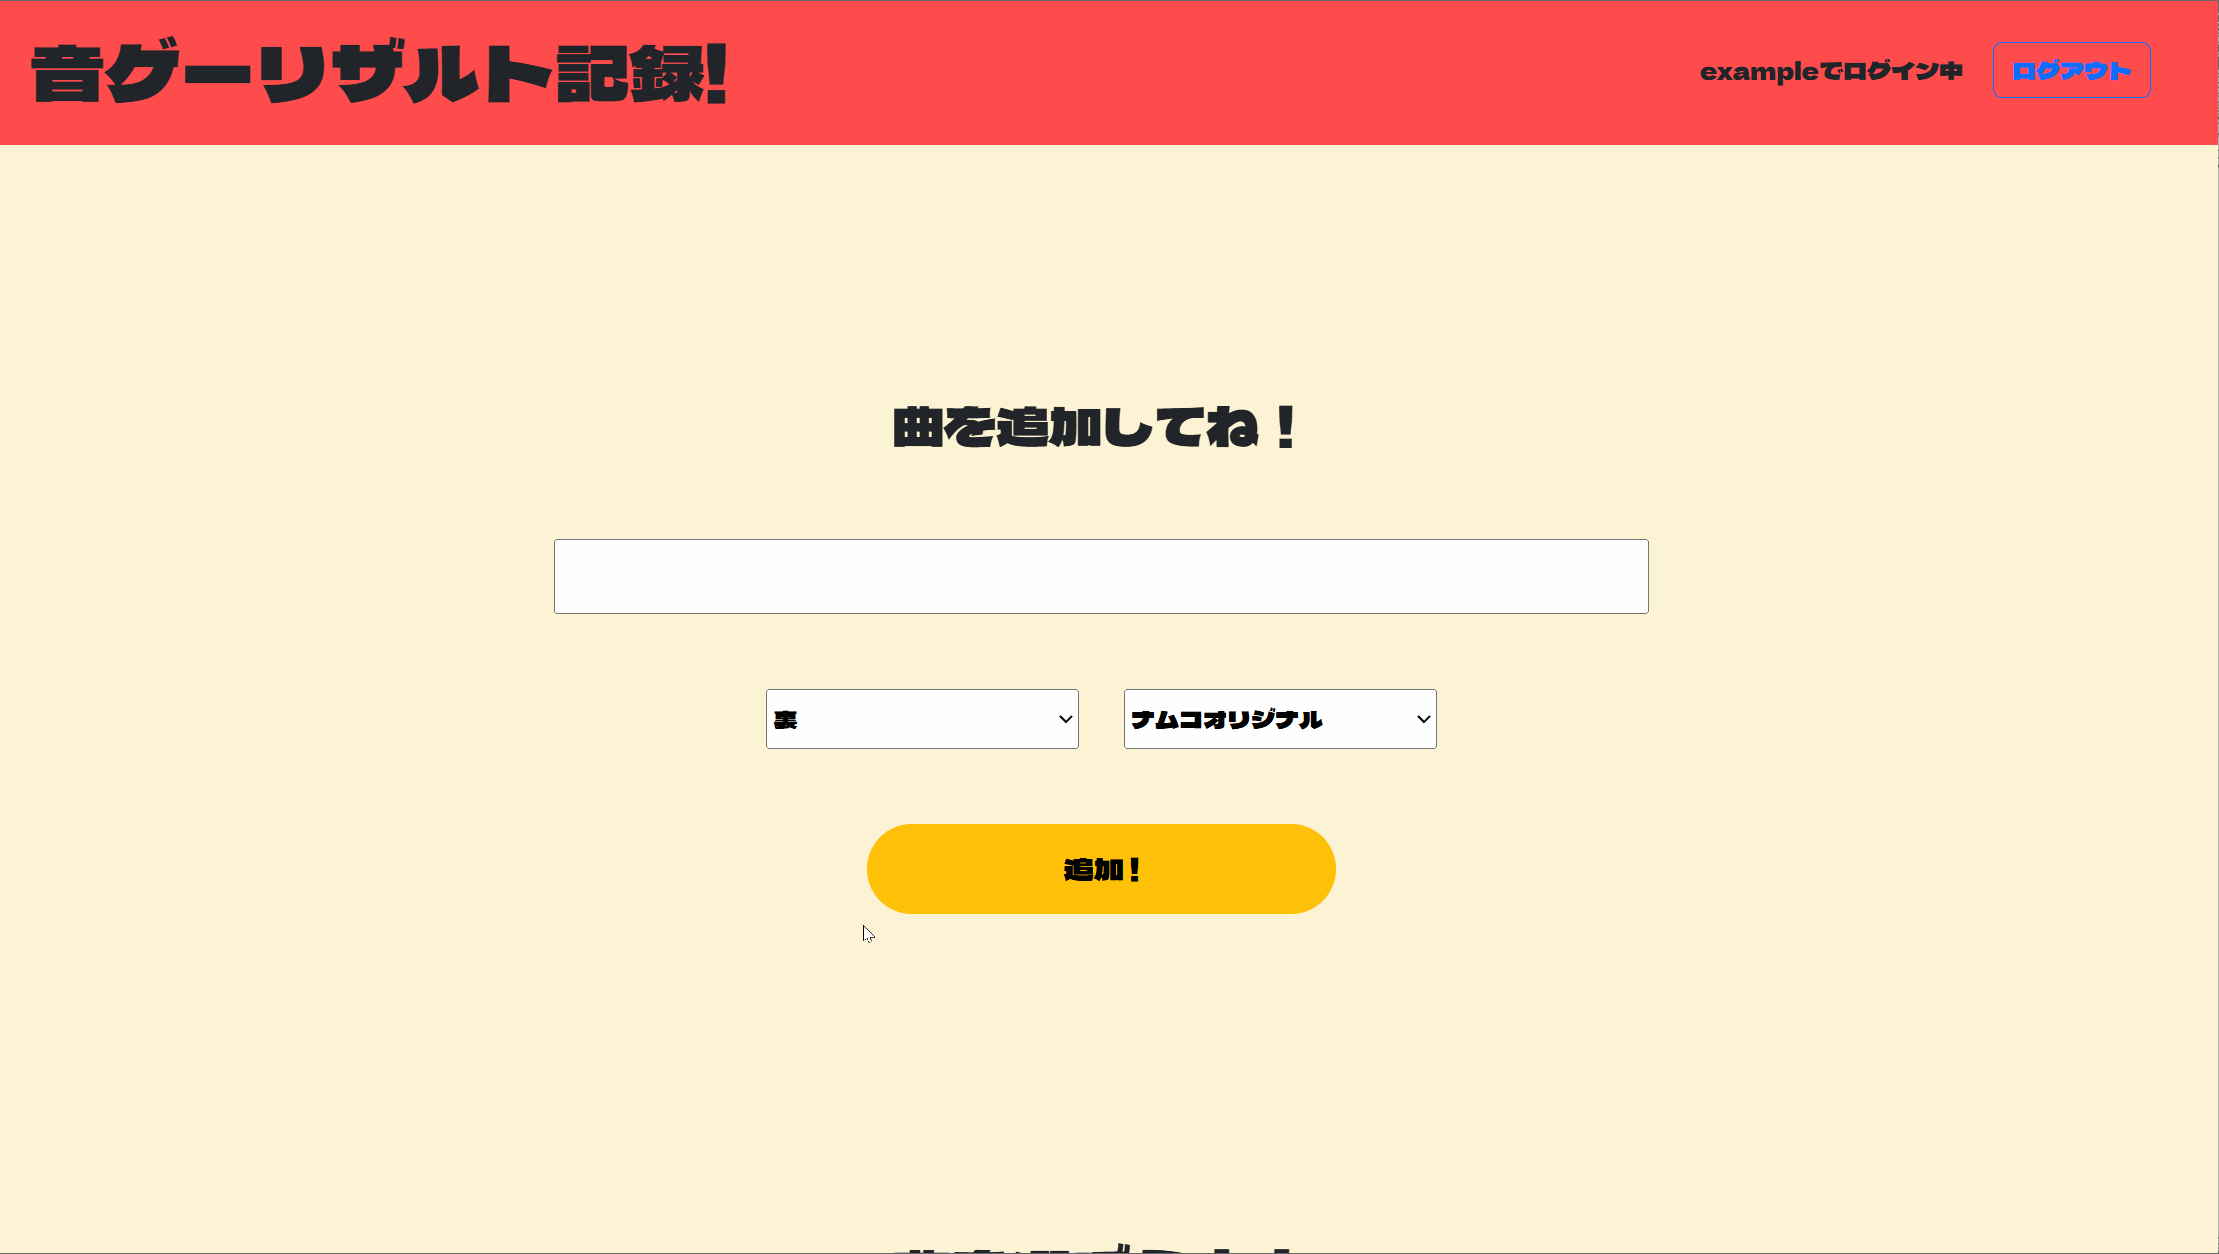 音ゲーリザルト記録!
exampleでログイン中
ログアウト
曲を追加してね！
裏
ナムコオリジナル
追加！